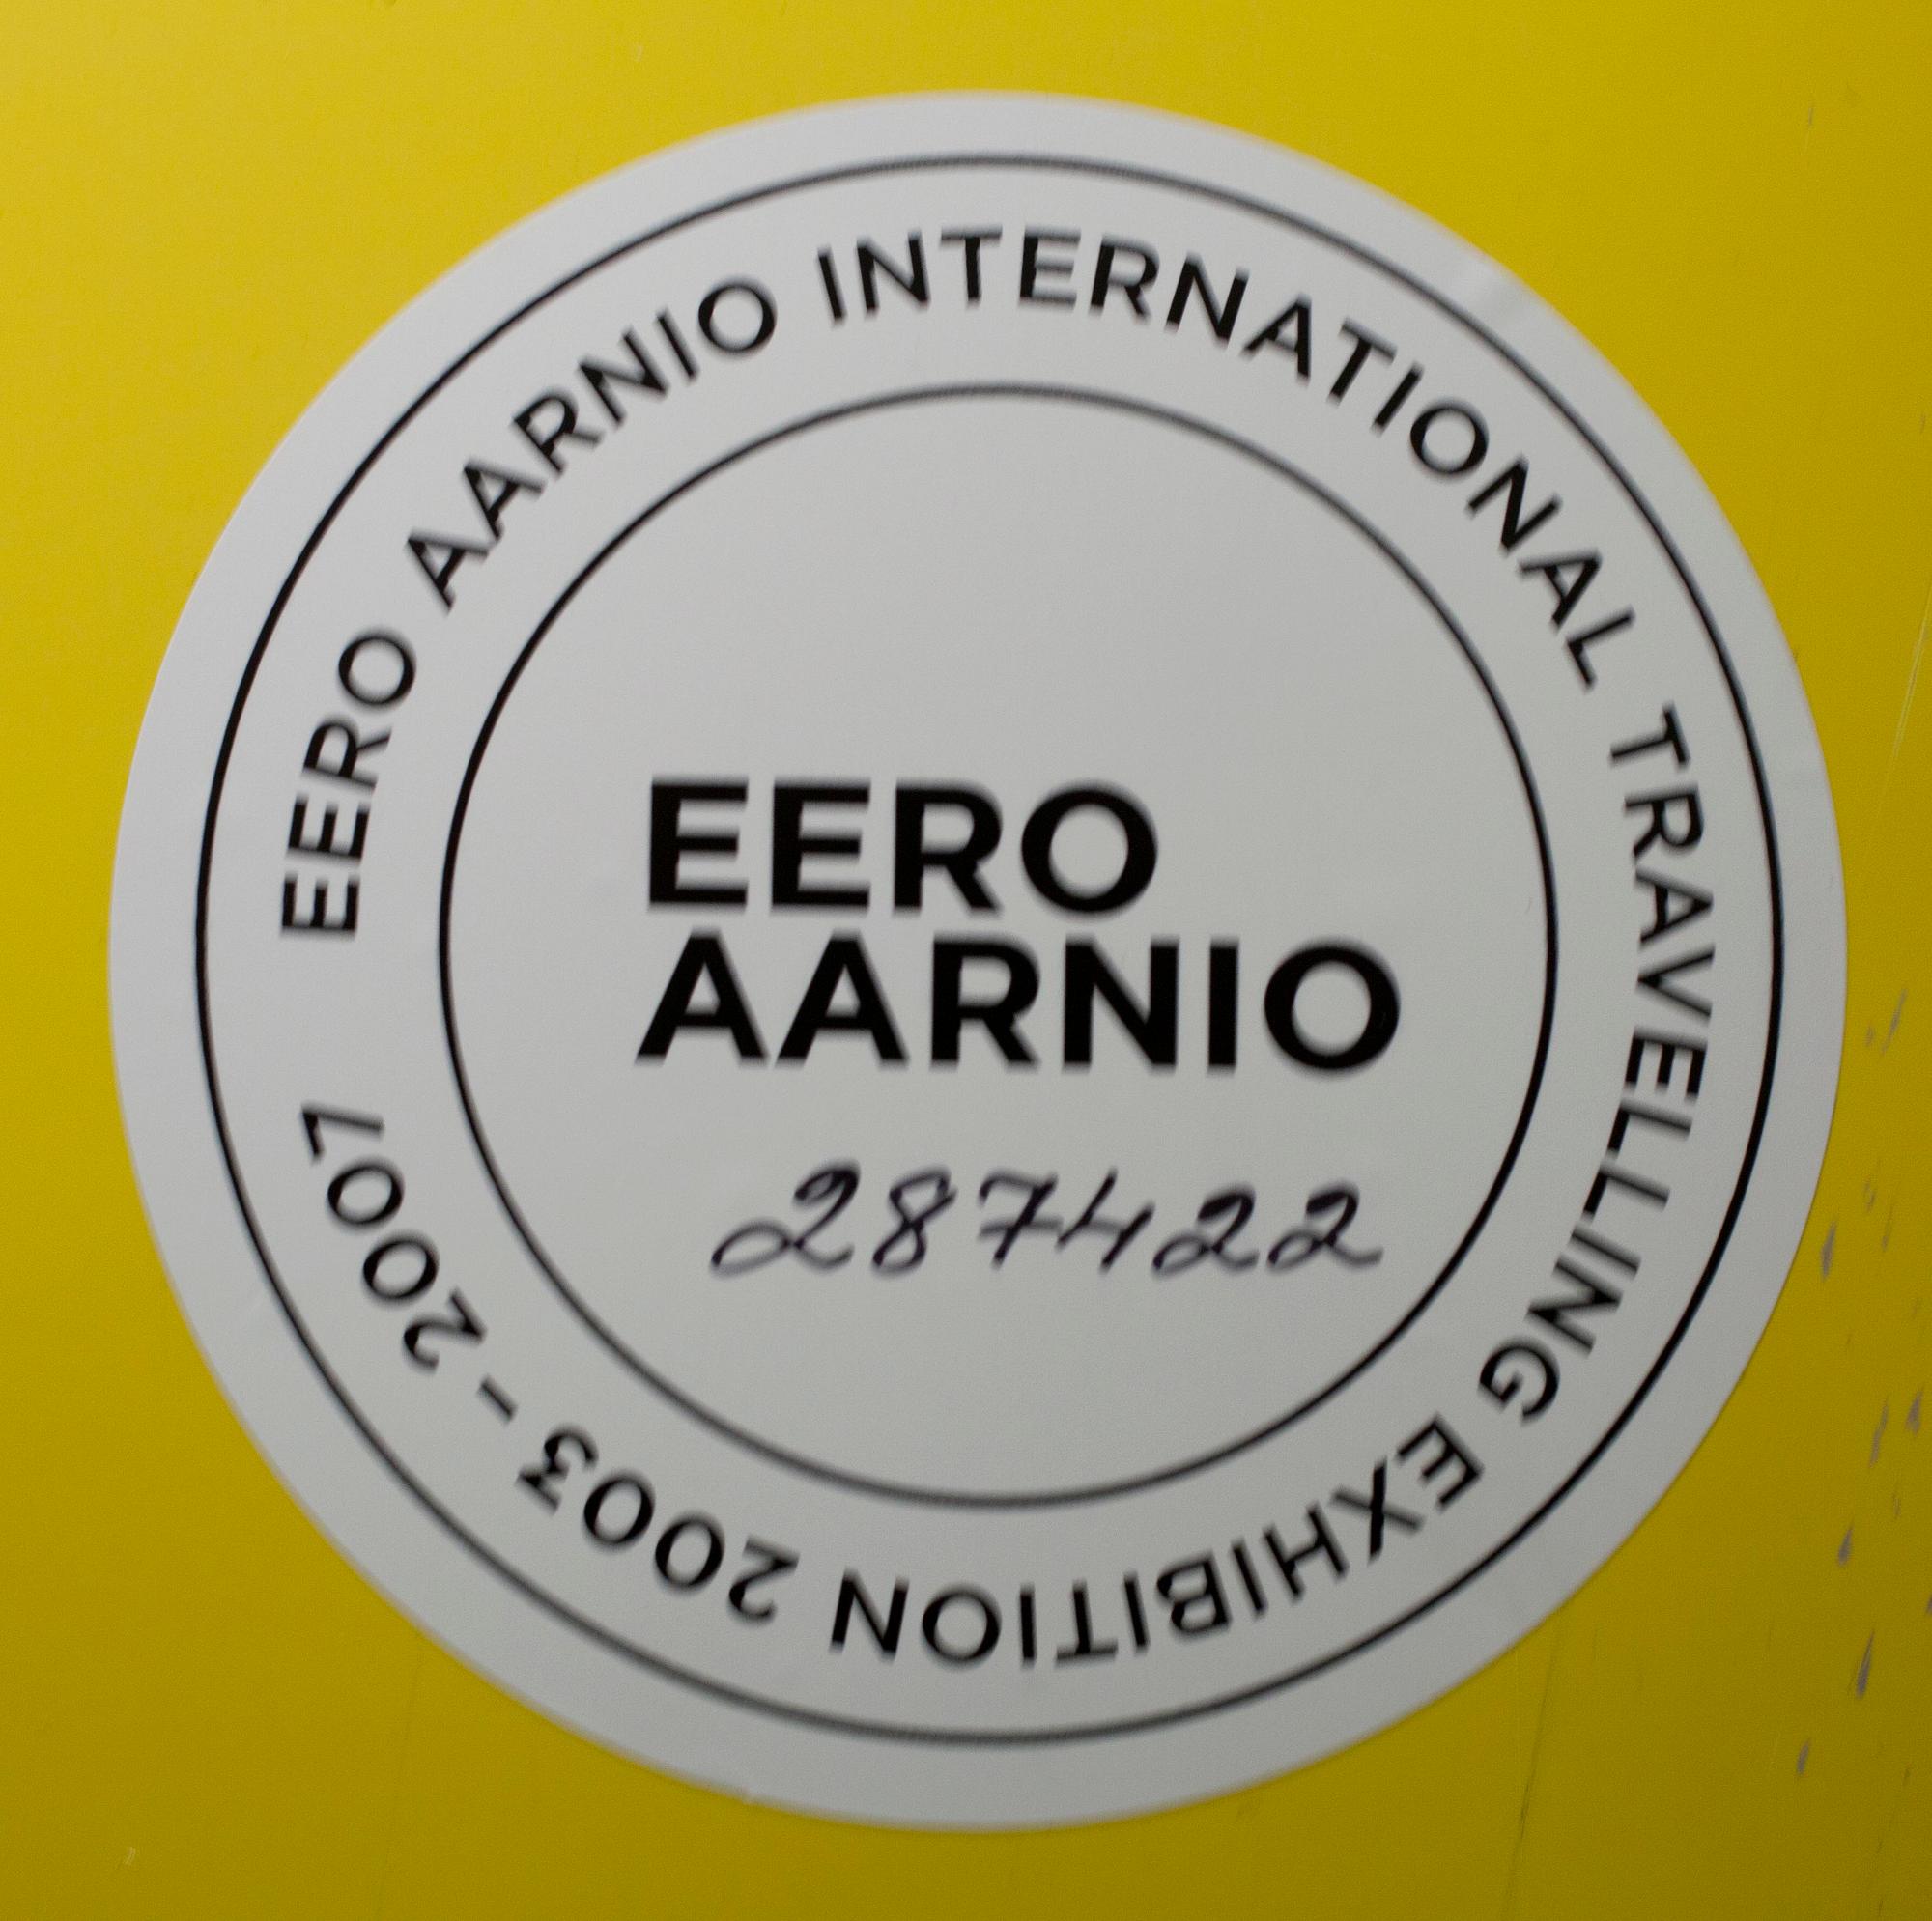 EERO AARNIO INTERNATIONAL TRAVELLING EXHIBITION 2003 - 2007
EERO
AARNIO
287422